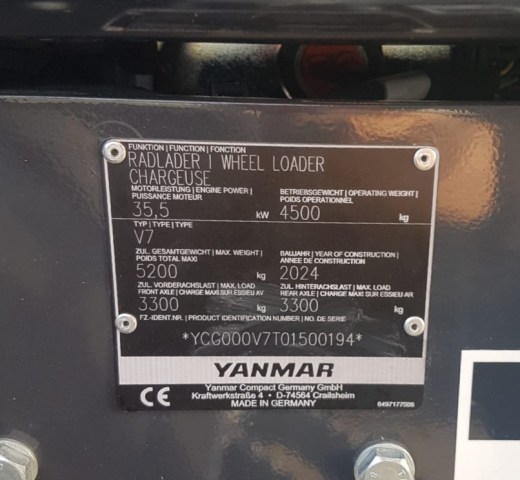 FUNKTION | FUNCTION | FONCTION
RADLADER | WHEEL LOADER
CHARGEUSE
MOTORLEISTUNG | ENGINE POWER |
PUISSANCE MOTEUR
35,5 kW
BETRIEBSGEWICHT | OPERATING WEIGHT |
POIDS OPERATIONNEL
4500 kg
TYP | TYPE | TYPE
V7
ZUL. GESAMTGEWICHT | MAX. WEIGHT |
POIDS TOTAL MAXI
5200 kg
BAUJAHR | YEAR OF CONSTRUCTION |
ANNEE DE CONSTRUCTION
2024
ZUL. VORDERACHSLAST | MAX. LOAD
FRONT AXLE | CHARGE MAXI SUR ESSIEU AV
3300 kg
ZUL. HINTERACHSLAST | MAX. LOAD
REAR AXLE | CHARGE MAXI SUR ESSIEU AR
3300 kg
FZ.-IDENT.NR. | PRODUCT IDENTIFICATION NUMBER | NO. DE SERIE
*YCG000V7T01500194*
YANMAR
CE
Yanmar Compact Germany GmbH
Kraftwerkstraße 4 • D-74564 Crailsheim
MADE IN GERMANY